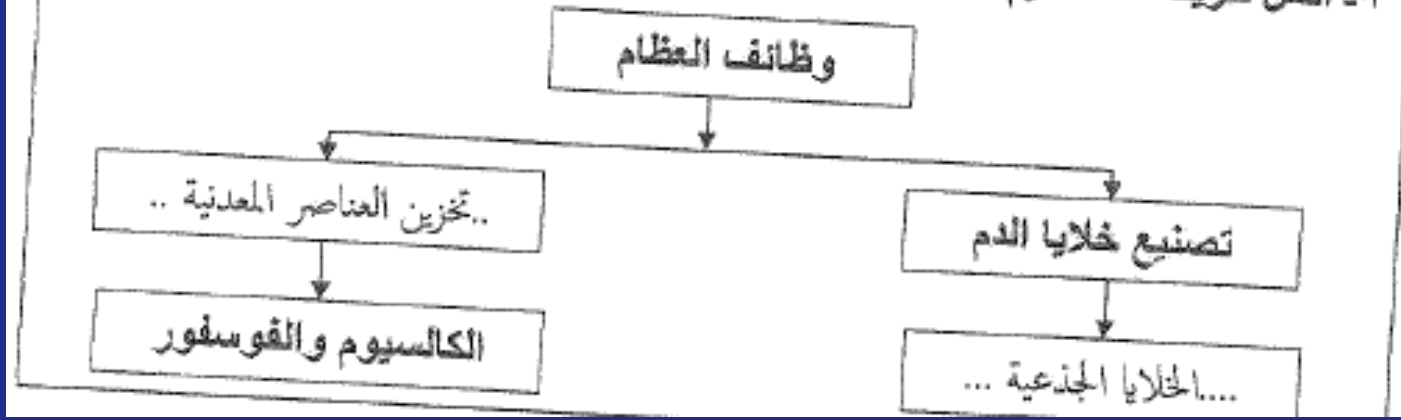 وظائف العظام
تصنيع خلايا الدم
..تخزين العناصر المعدنية ..
....الخلايا الجذعية ...
الكالسيوم والفوسفور